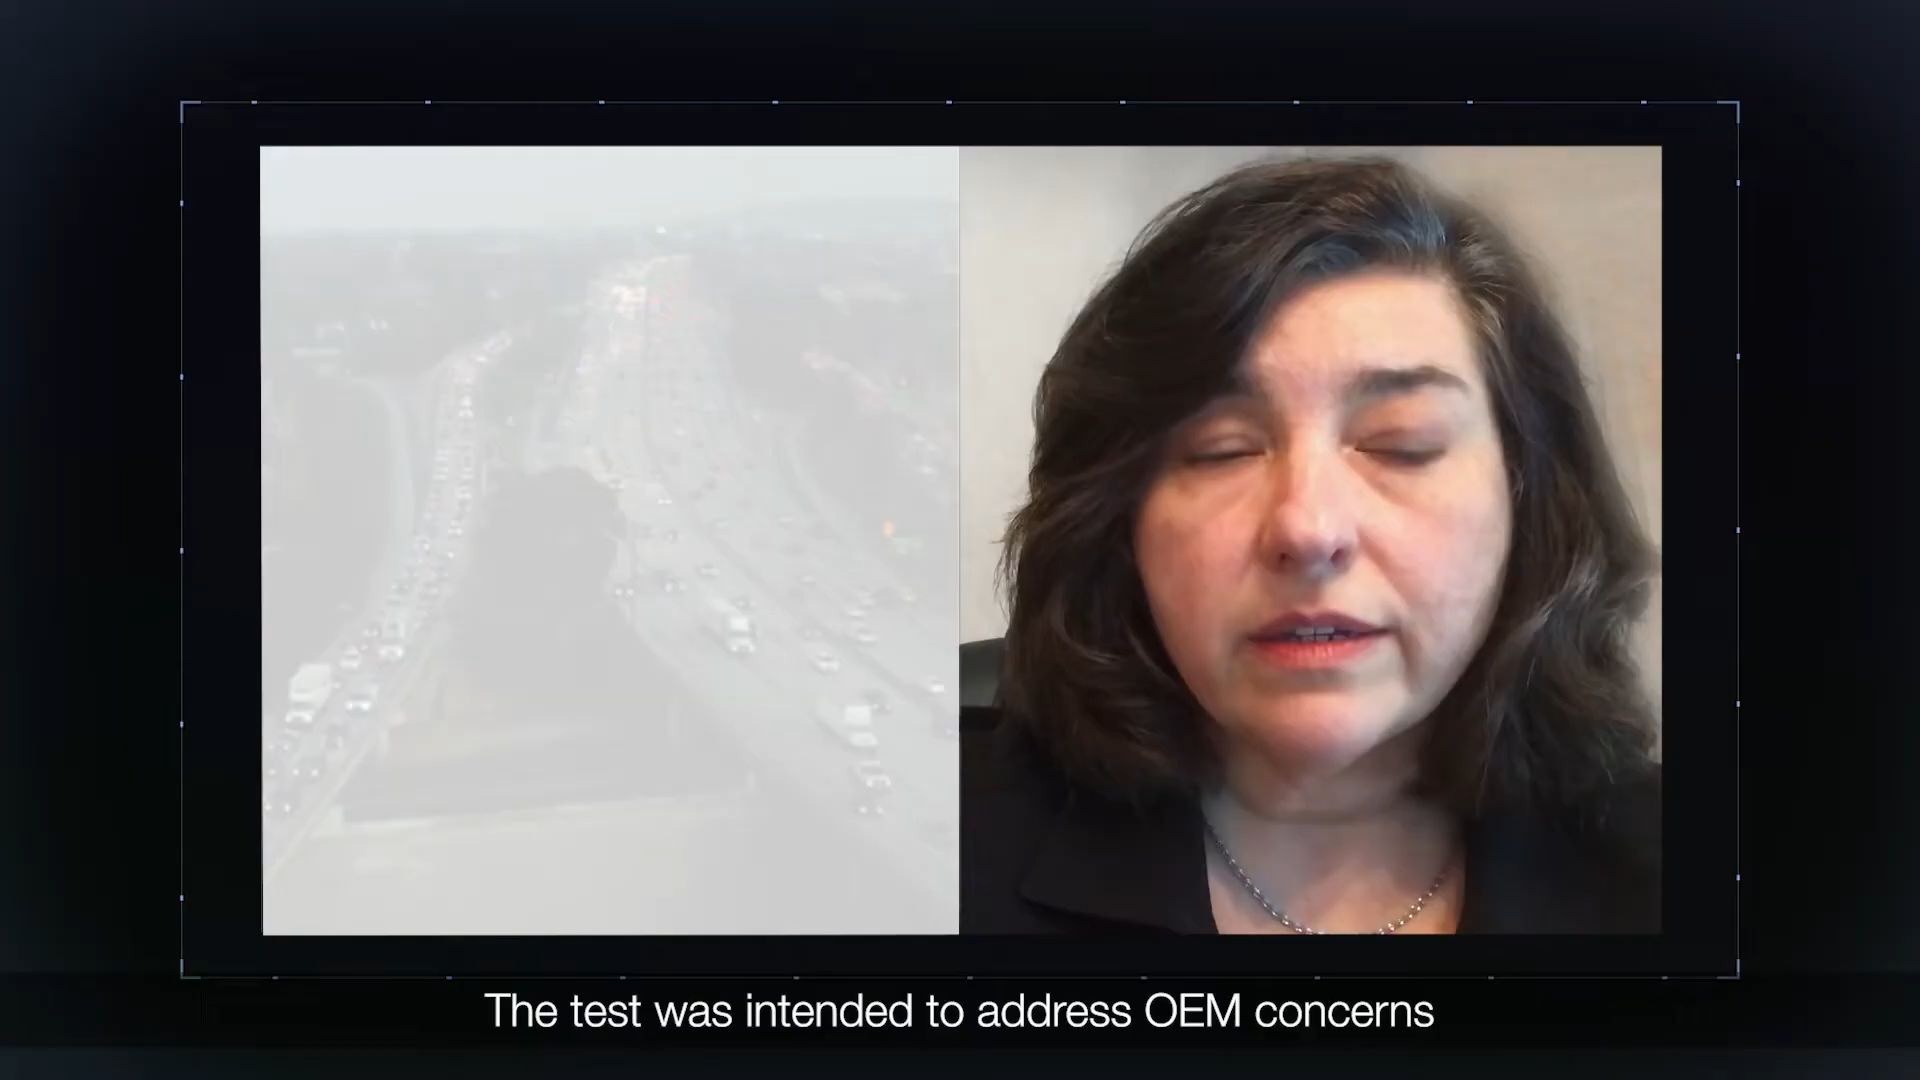 The test was intended to address OEM concerns